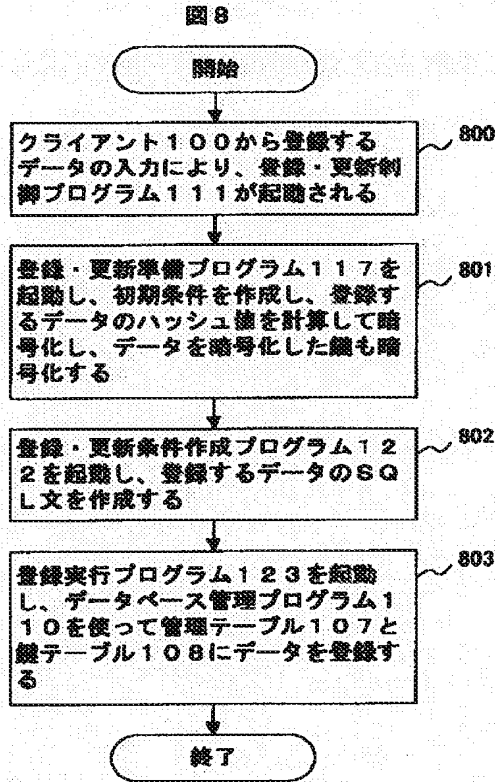 図8
開始
クライアント100から登録する
データの入力により、登録・更新制
御プログラム111が起動される
800
登録・更新準備プログラム117を
起動し、初期条件を作成し、登録す
るデータのハッシュ値を計算して暗
号化し、データを暗号化した鍵も暗
号化する
801
登録・更新条件作成プログラム12
2を起動し、登録するデータのSQ
L文を作成する
802
登録実行プログラム123を起動
し、データベース管理プログラム1
10を使って管理テーブル107と
鍵テーブル108にデータを登録す
る
803
終了